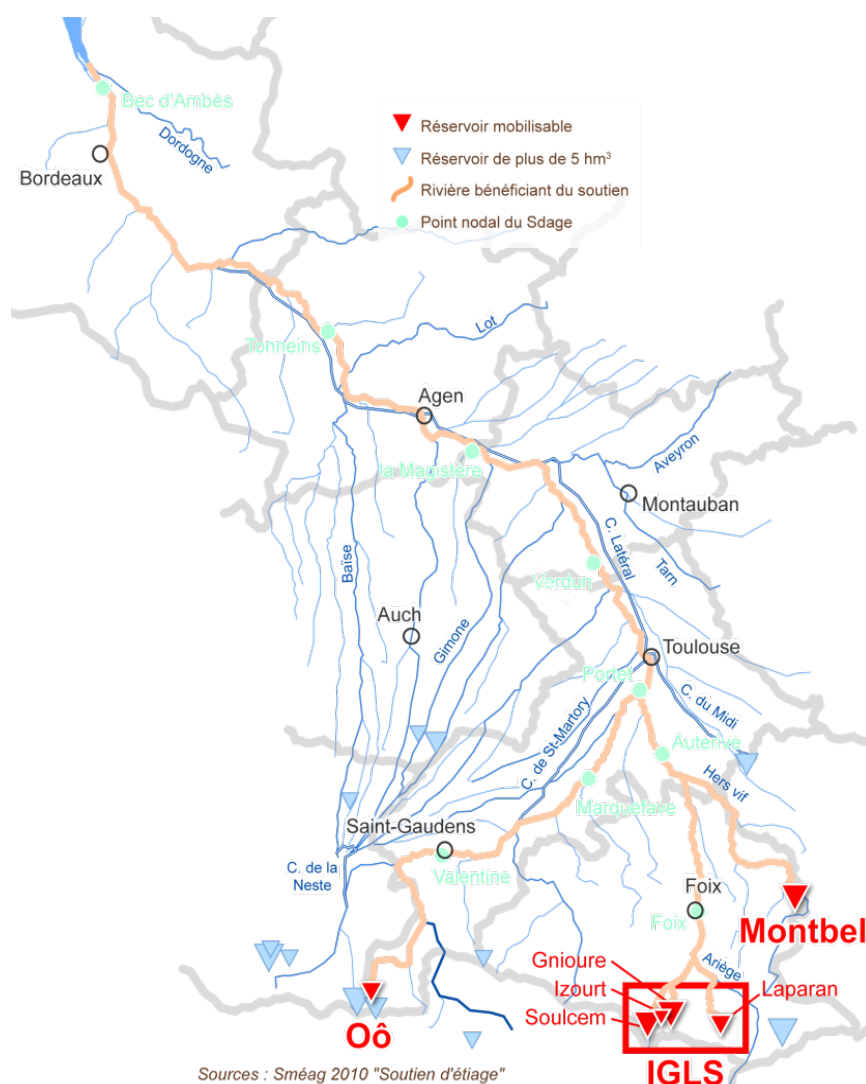 Bec d'Ambès
Dordogne
Bordeaux
Réservoir mobilisable
Réservoir de plus de 5 hm³
Rivière bénéficiant du soutien
Point nodal du Sdage
Tonneins
Lot
Agen
la Magistère
Aveyron
Montauban
C. Latéral
Tarn
Verdun
Baïse
Auch
Gimone
Toulouse
Portet
C. du Midi
C. de St-Martory
Auterive
Hers vif
Marquefave
Saint-Gaudens
Valentine
C. de la
Neste
Foix
Foix
Montbel
Ariège
Gnioure
Izourt
Laparan
Soulcem
Oô
IGLS
Sources : Sméag 2010 "Soutien d'étiage"